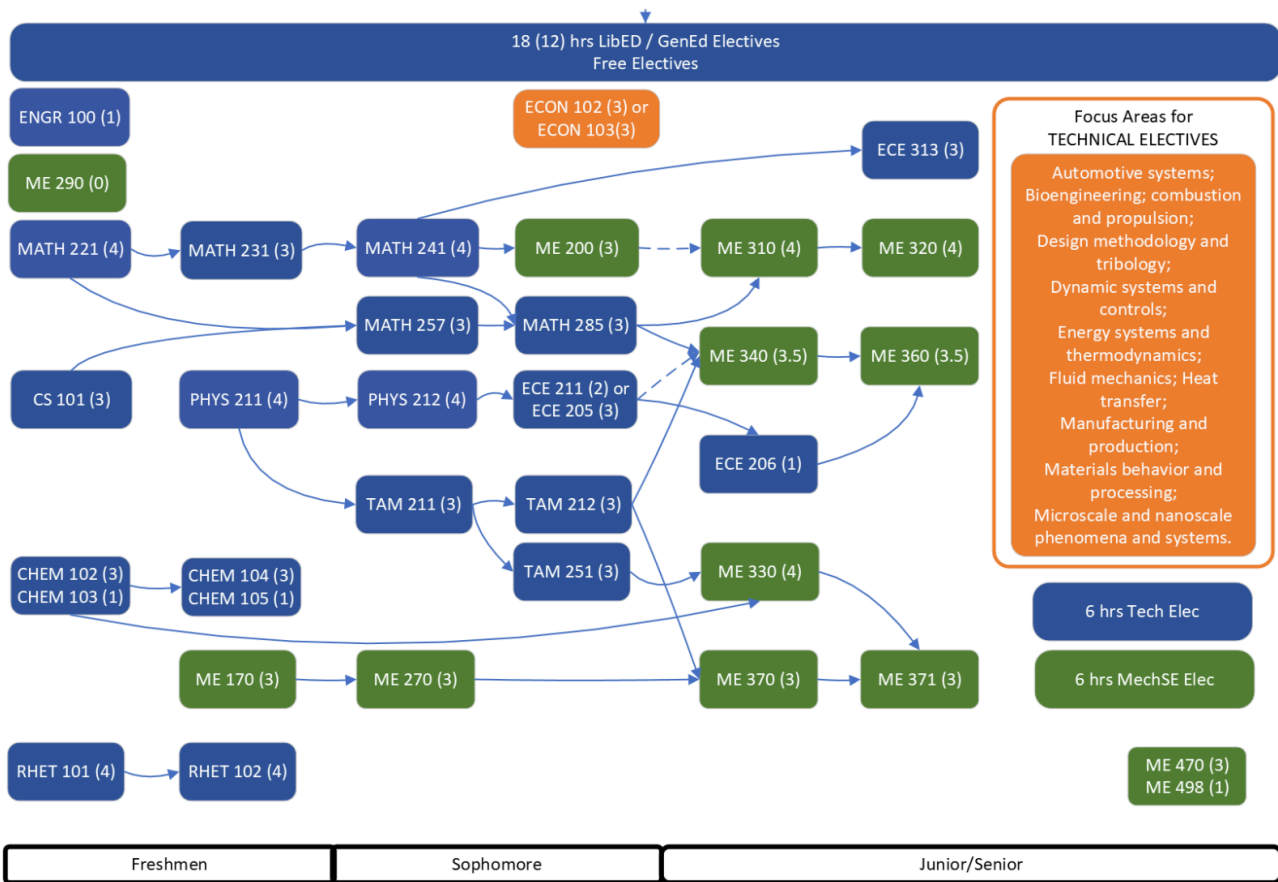 18 (12) hrs LibED / GenEd Electives
Free Electives
ENGR 100 (1)
ME 290 (0)
ECON 102 (3) or
ECON 103(3)
ECE 313 (3)
MATH 221 (4)
MATH 231 (3)
MATH 241 (4)
ME 200 (3)
ME 310 (4)
ME 320 (4)
MATH 257 (3)
MATH 285 (3)
ME 340 (3.5)
ME 360 (3.5)
CS 101 (3)
PHYS 211 (4)
PHYS 212 (4)
ECE 211 (2) or
ECE 205 (3)
ECE 206 (1)
TAM 211 (3)
TAM 212 (3)
TAM 251 (3)
ME 330 (4)
CHEM 102 (3)
CHEM 103 (1)
CHEM 104 (3)
CHEM 105 (1)
ME 170 (3)
ME 270 (3)
ME 370 (3)
ME 371 (3)
RHET 101 (4)
RHET 102 (4)
Focus Areas for
TECHNICAL ELECTIVES
Automotive systems;
Bioengineering; combustion
and propulsion;
Design methodology and
tribology;
Dynamic systems and
controls;
Energy systems and
thermodynamics;
Fluid mechanics; Heat
transfer;
Manufacturing and
production;
Materials behavior and
processing;
Microscale and nanoscale
phenomena and systems.
6 hrs Tech Elec
6 hrs MechSE Elec
ME 470 (3)
ME 498 (1)
Freshmen
Sophomore
Junior/Senior